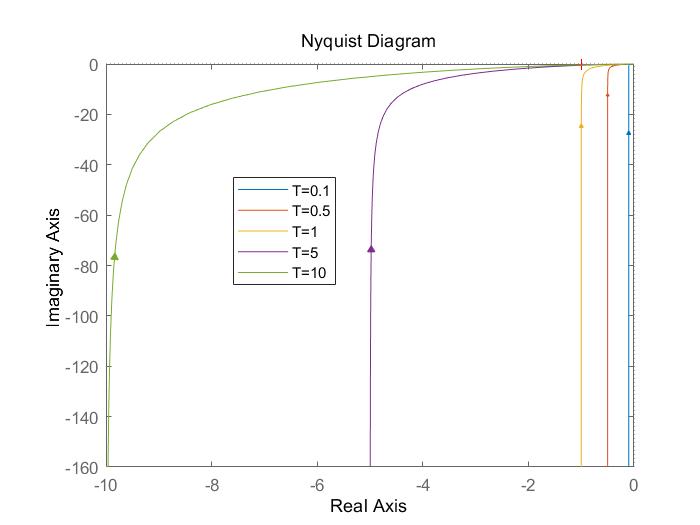 Nyquist Diagram
0
-20
-40
-60
-80
-100
-120
-140
-160
Imaginary Axis
T=0.1
T=0.5
T=1
T=5
T=10
-10 -8 -6 -4 -2 0
Real Axis